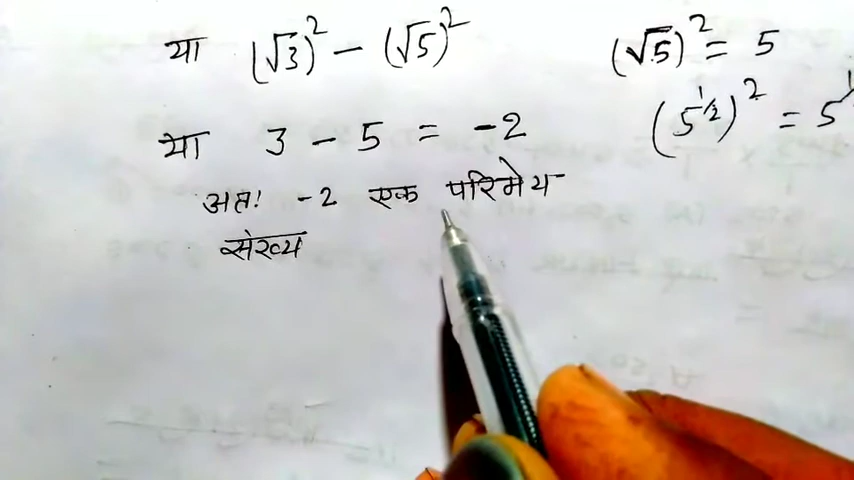 या (√3)² - (√5)²
(√5)² = 5
(5^1/2)² = 5
या 3 - 5 = -2
अतः -2 एक परिमेय
संख्य